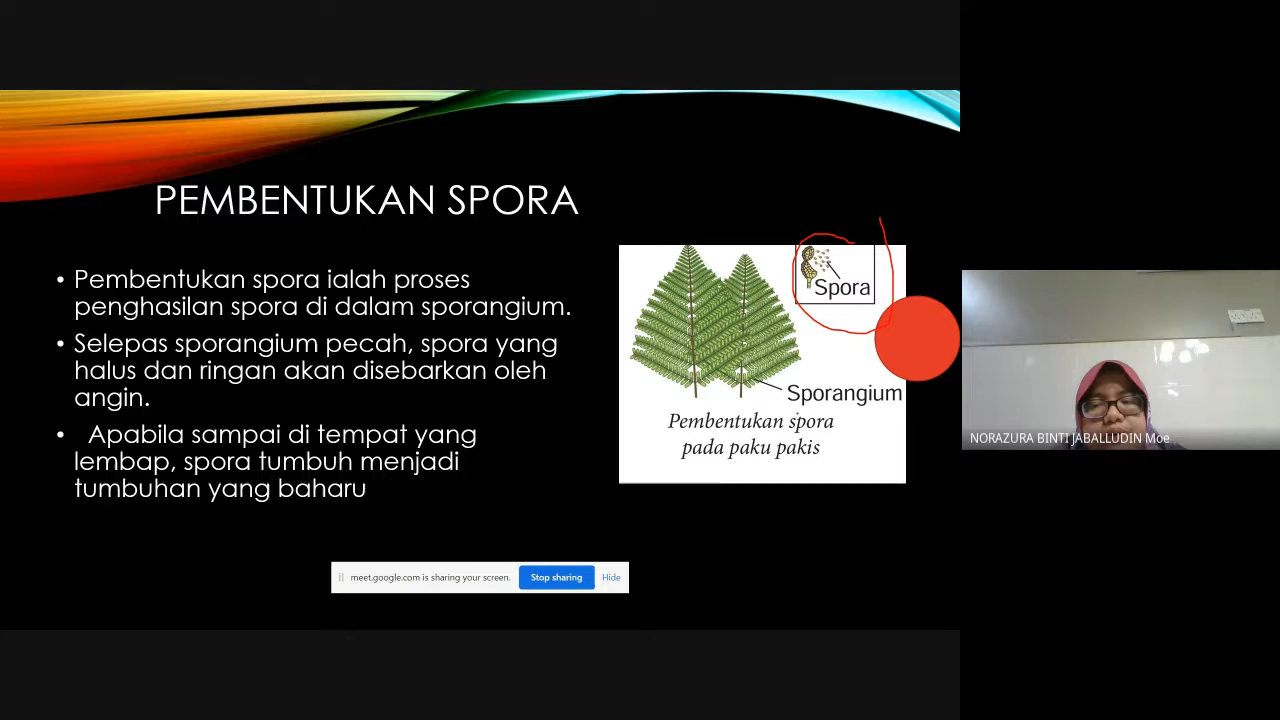 PEMBENTUKAN SPORA
• Pembentukan spora ialah proses
penghasilan spora di dalam sporangium.
• Selepas sporangium pecah, spora yang
halus dan ringan akan disebarkan oleh
angin.
• Apabila sampai di tempat yang
lembap, spora tumbuh menjadi
tumbuhan yang baharu
Spora
Sporangium
Pembentukan spora
pada paku pakis
NORAZURA BINTI JABALLUDIN Moe
meet.google.com is sharing your screen. Stop sharing Hide